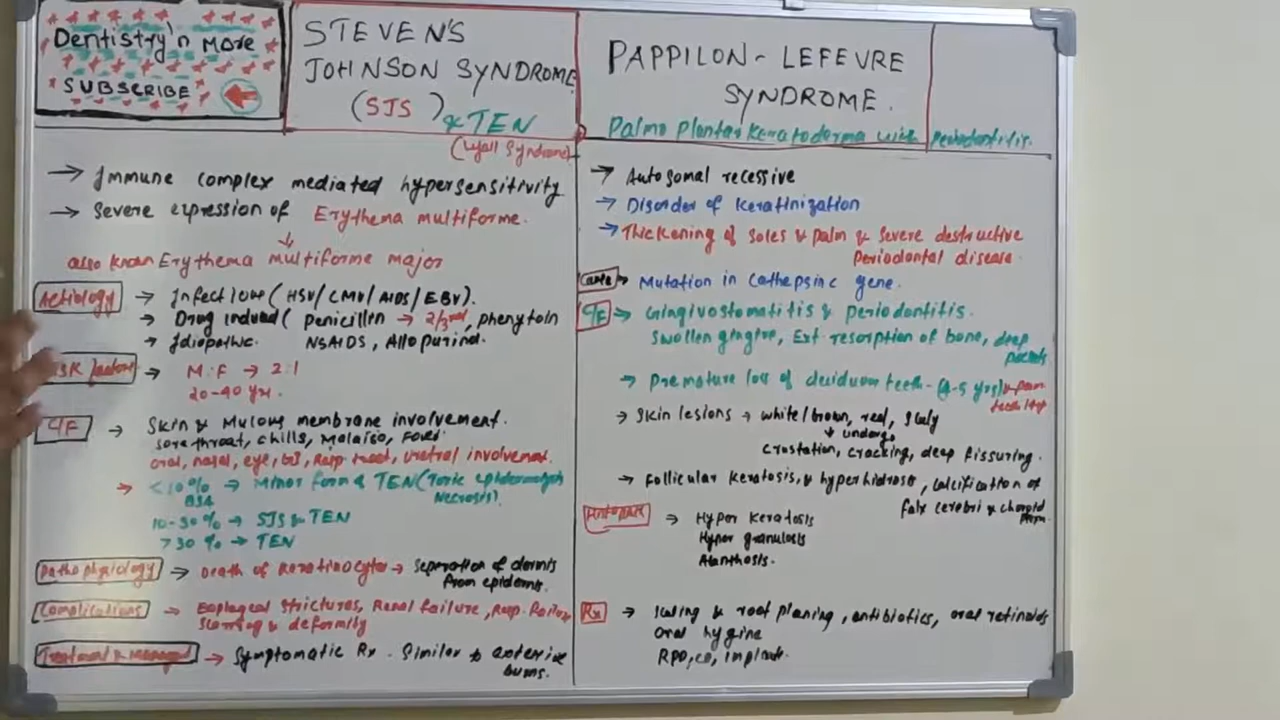 Dentistry'n More
SUBSCRIBE
STEVEN'S
JOHNSON SYNDROME
(SJS) & TEN
(Lyell Syndrome)
→ Immune complex mediated hypersensitivity
→ Severe expression of Erythema multiforme.
also known Erythema multiforme major
Aetiology → Infections (HSV/CMV/AIDS/EBV).
→ Drug induced ( Penicillin → 2/3rd, phenytoin
→ Idiopathic. NSAIDS, Allopurinol.
Risk factors → M:F → 2:1
20-40 yr.
C/F → Skin & Mucous membrane involvement.
sore throat, chills, Malaise, Fever
oral, nasal, eye, GI, Resp. tract, uretral involvement.
→ <10% → Minor form & TEN (Toxic epidermolysis
BSA Necrosis).
10-30% → SJS & TEN
>30% → TEN
Pathophysiology → Death of Keratinocytes → Separation of dermis
from epidermis.
Complications → Esophageal Strictures, Renal failure, Resp. Failure
Scarring & deformity
Treatment & → Symptomatic Rx - Similar to
burns.
PAPPILON-LEFEVRE
SYNDROME.
Palmo Plantar Keratoderma with Periodontitis.
→ Autosomal recessive
→ Disorder of Keratinization
→ Thickening of Soles & palm & severe destructive
Periodontal disease.
→ Mutation in Cathepsin c gene.
C/F → Gingivostomatitis & Periodontitis.
Swollen gingiva, Ext. resorption of bone, deep
pockets
→ Premature loss of deciduous teeth - (4-5 yrs) &
teeth
→ Skin lesions → white/brown, red, scaly
↓ undergo
Crustation, cracking, deep fissuring.
→ Follicular Keratosis, & hyperhidrosis, calcification of
falx cerebri & choroid
→ Hyper Keratosis
Hyper granulosis
Acanthosis.
Rx → Scaling & root planing, antibiotics, oral retinoids
oral hygine
RPD, CD, implants.